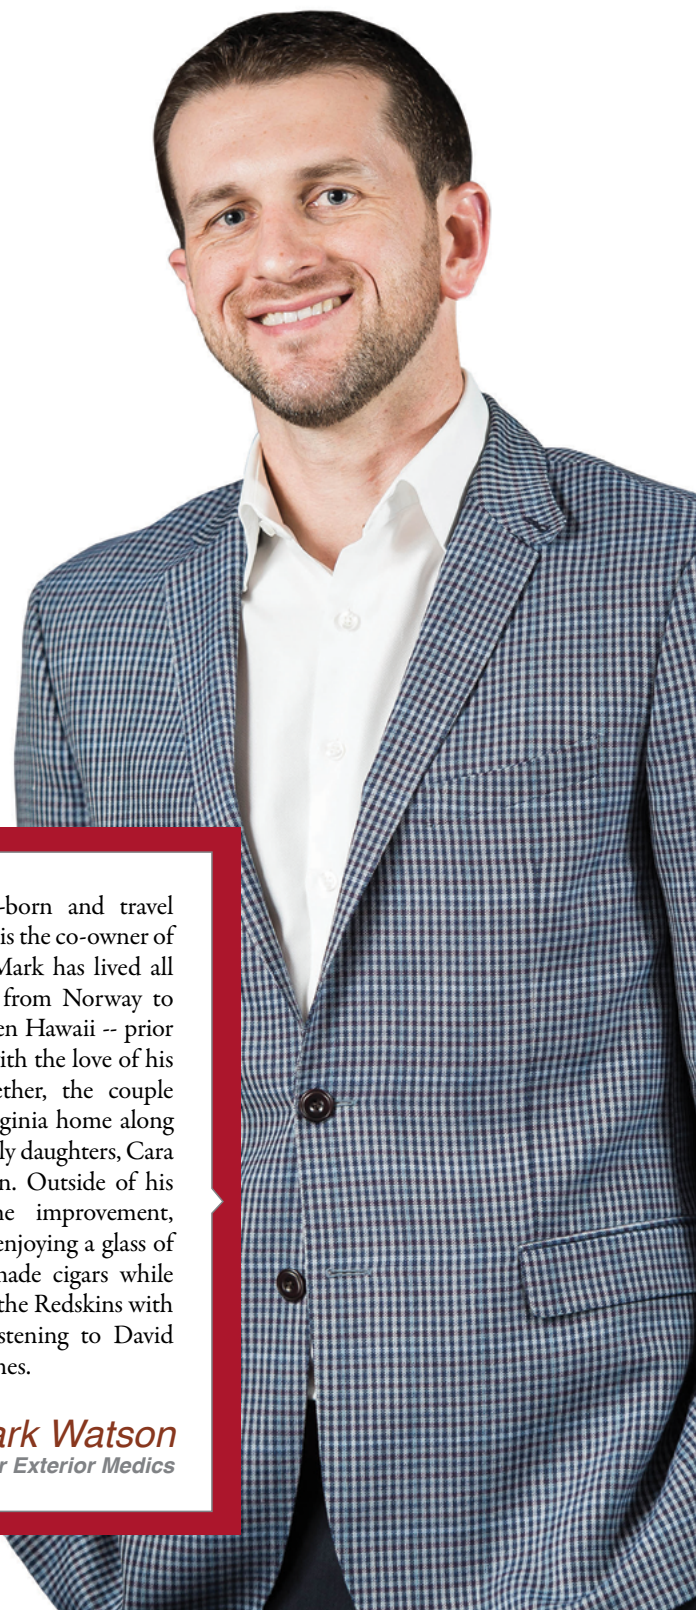 -born and travel
is the co-owner of
Mark has lived all
from Norway to
en Hawaii -- prior
ith the love of his
ether, the couple
ginia home along
ly daughters, Cara
n. Outside of his
ne improvement,
enjoying a glass of
nade cigars while
the Redskins with
stening to David
nes.
ark Watson
r Exterior Medics